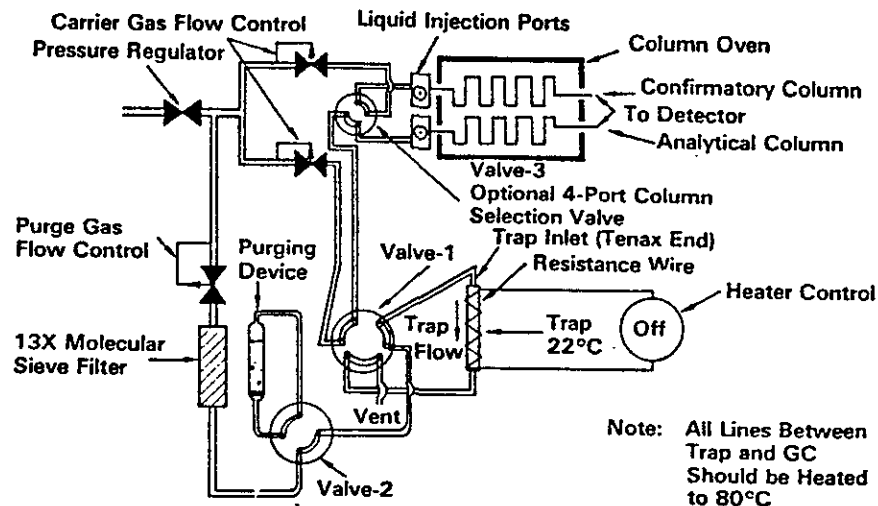 Carrier Gas Flow Control
Pressure Regulator
Liquid Injection Ports
Column Oven
Confirmatory Column
To Detector
Analytical Column
Valve-3
Optional 4-Port Column
Selection Valve
Purge Gas
Flow Control
Purging
Device
Valve-1
Trap Inlet (Tenax End)
Resistance Wire
Heater Control
Trap
Flow
Trap
22°C
Off
13X Molecular
Sieve Filter
Vent
Valve-2
Note: All Lines Between
Trap and GC
Should be Heated
to 80°C